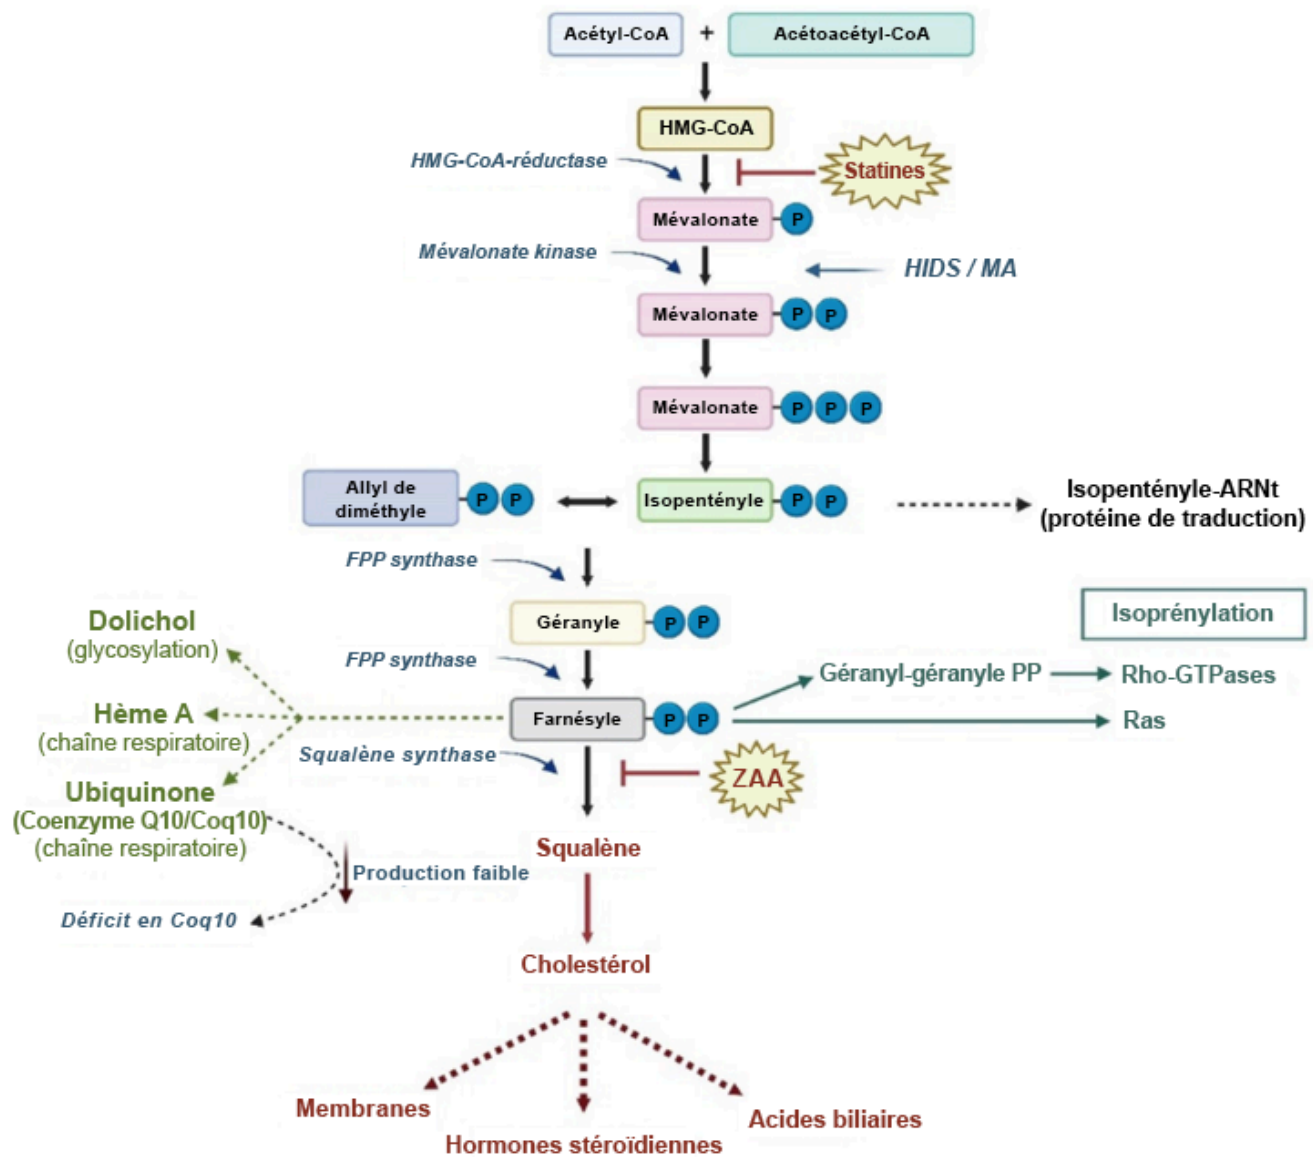 Acétyl-CoA + Acétoacétyl-CoA
HMG-CoA
HMG-CoA-réductase
Statines
Mévalonate P
Mévalonate kinase
HIDS / MA
Mévalonate P P
Mévalonate P P P
Allyl de
diméthyle P P
Isopentényle P P
Isopentényle-ARNt
(protéine de traduction)
FPP synthase
Géranyle P P
Isoprénylation
Dolichol
(glycosylation)
FPP synthase
Géranyl-géranyle PP
Rho-GTPases
Hème A
(chaîne respiratoire)
Farnésyle P P
Ras
Squalène synthase
ZAA
Ubiquinone
(Coenzyme Q10/Coq10)
(chaîne respiratoire)
Squalène
Production faible
Déficit en Coq10
Cholestérol
Membranes
Hormones stéroïdiennes
Acides biliaires